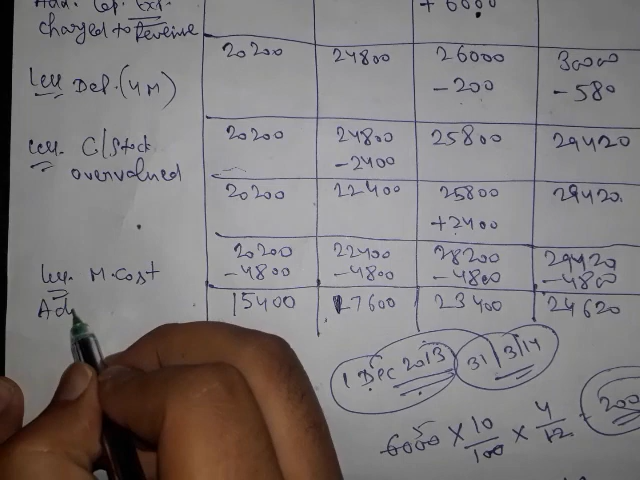 Add. Cap. Exp. + 6000
charged to Revenue
20200 24800 26000 30000
Less Dep. (4M) - 200 - 580
Less. C/Stock 20200 24800 25800 29420
overvalued - 2400
20200 22400 25800 29420
+ 2400
20200 22400 28200 29420
Less. M. Cost - 4800 - 4800 - 4800 - 4800
Ad 15400 17600 23400 24620
1 DEC 2013 31/3/14
6000 × 10/100 × 4/12 = 200